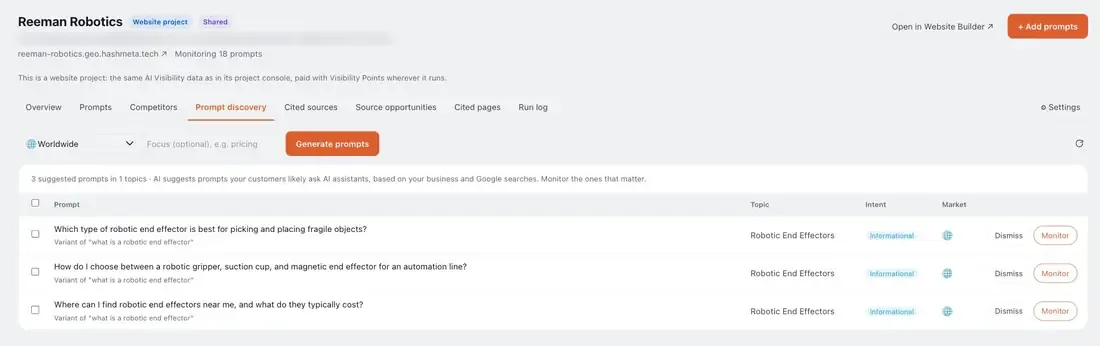 Reeman Robotics Website project Shared
Open in Website Builder ↗ + Add prompts
reeman-robotics.geo.hashmeta.tech ↗ Monitoring 18 prompts
This is a website project: the same AI Visibility data as in its project console, paid with Visibility Points wherever it runs.
Overview Prompts Competitors Prompt discovery Cited sources Source opportunities Cited pages Run log Settings
Worldwide Focus (optional), e.g. pricing Generate prompts
3 suggested prompts in 1 topics · AI suggests prompts your customers likely ask AI assistants, based on your business and Google searches. Monitor the ones that matter.
Prompt Topic Intent Market
Which type of robotic end effector is best for picking and placing fragile objects? Robotic End Effectors Informational Dismiss Monitor
Variant of "what is a robotic end effector"
How do I choose between a robotic gripper, suction cup, and magnetic end effector for an automation line? Robotic End Effectors Informational Dismiss Monitor
Variant of "what is a robotic end effector"
Where can I find robotic end effectors near me, and what do they typically cost? Robotic End Effectors Informational Dismiss Monitor
Variant of "what is a robotic end effector"